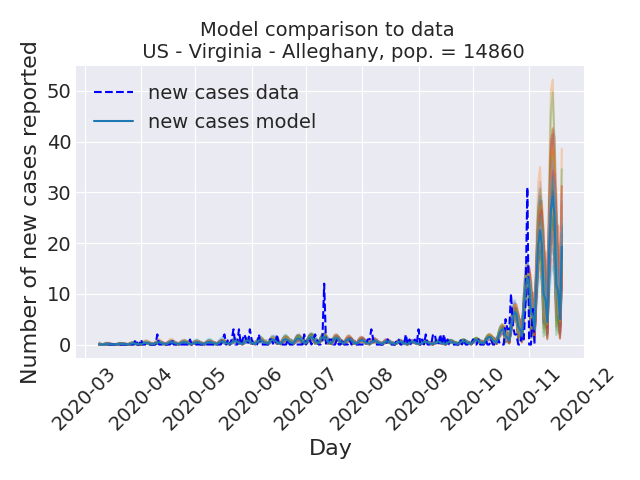 Model comparison to data
US - Virginia - Alleghany, pop. = 14860
Number of new cases reported
50
40
30
20
10
0
new cases data
new cases model
2020-03
2020-04
2020-05
2020-06
2020-07
2020-08
2020-09
2020-10
2020-11
2020-12
Day